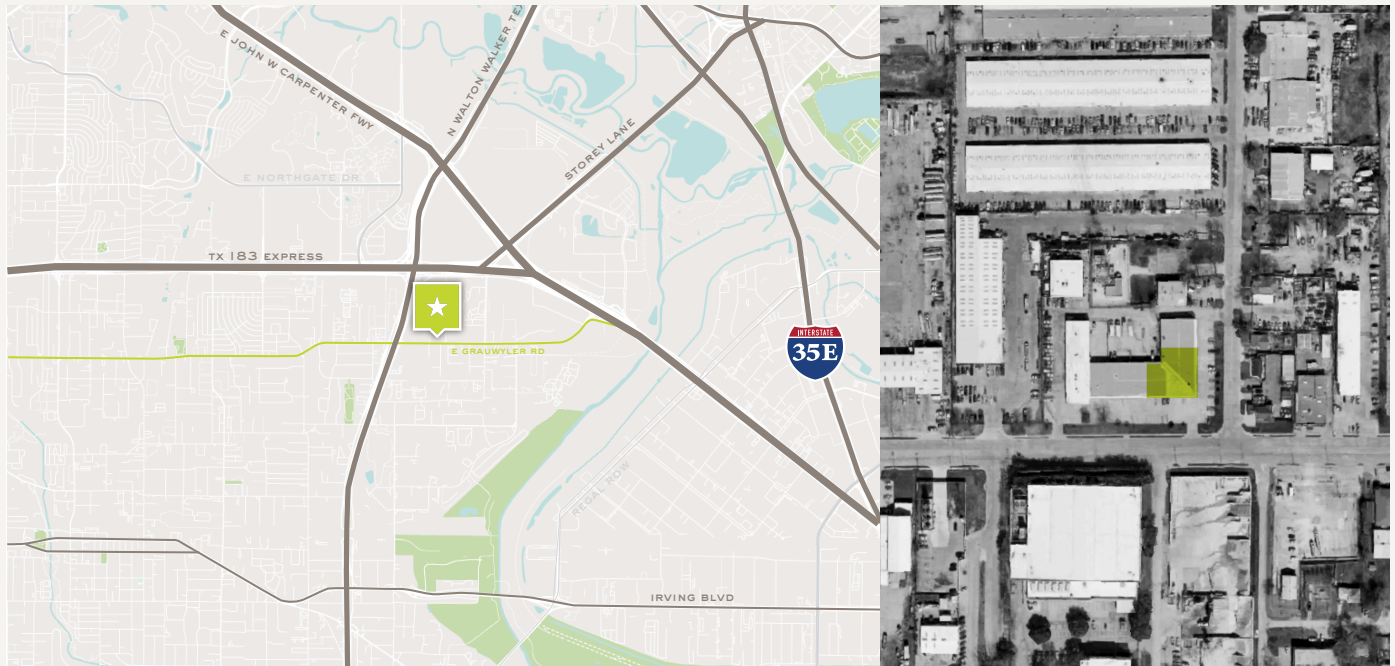 E JOHN W CARPENTER FWY
N WALTON WALKER TEX
STOREY LANE
E NORTHGATE DR
TX 183 EXPRESS
INTERSTATE
35E
E GRAUWYLER RD
REGAL ROW
IRVING BLVD